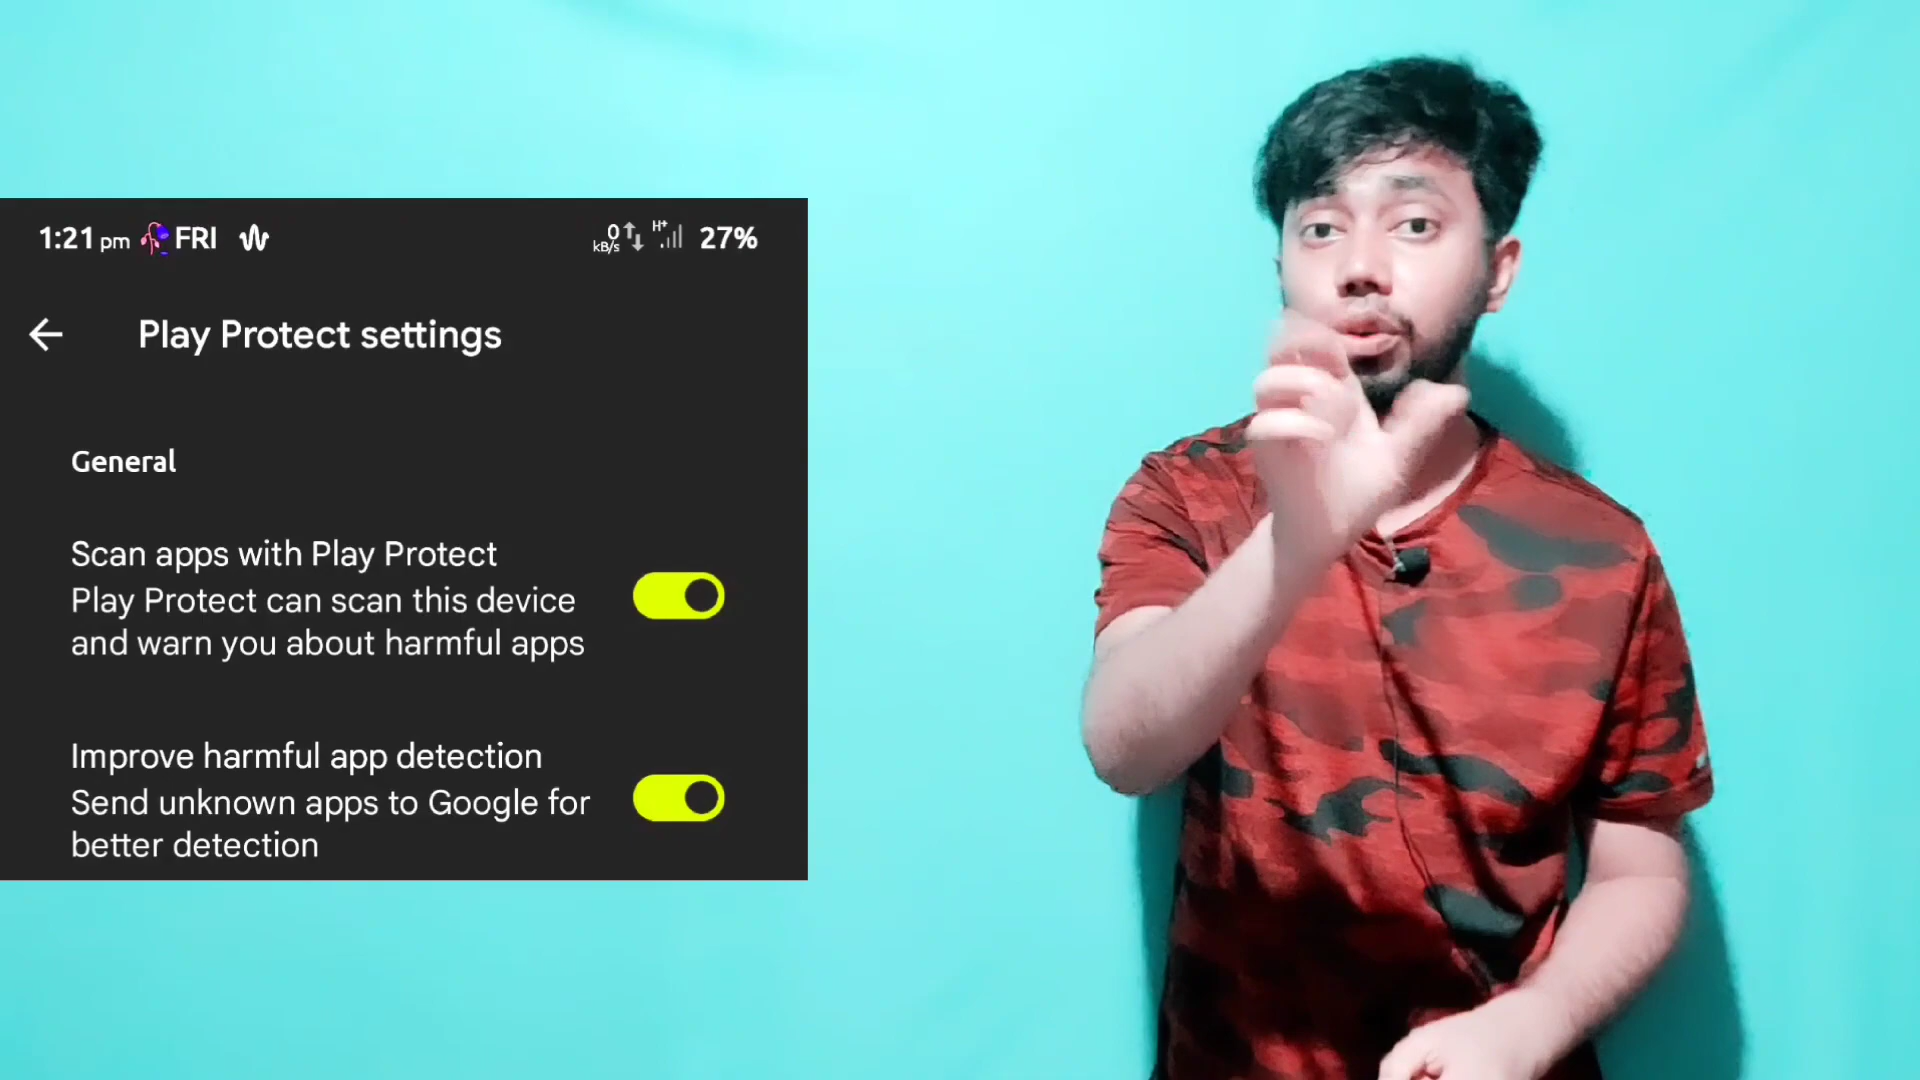 1:21 pm FRI 0 kB/s H+ 27%
Play Protect settings
General
Scan apps with Play Protect
Play Protect can scan this device
and warn you about harmful apps
Improve harmful app detection
Send unknown apps to Google for
better detection